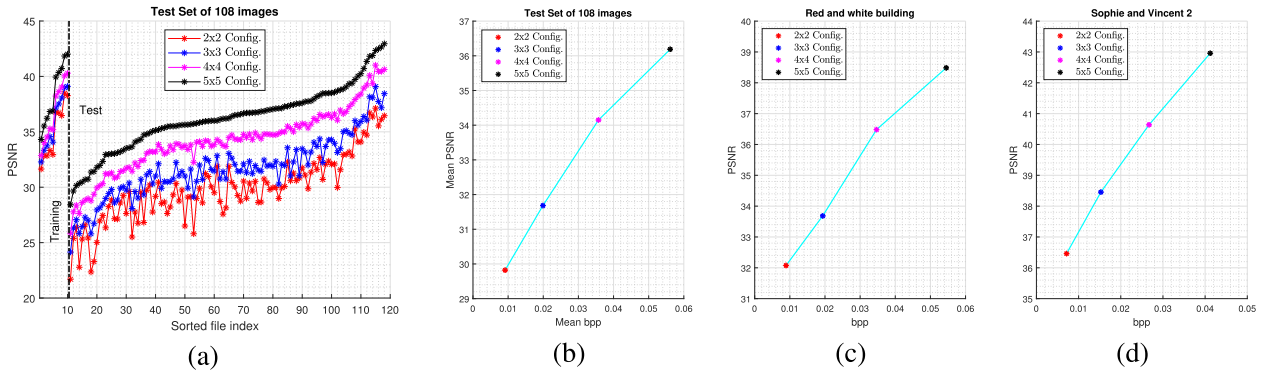 Test Set of 108 images
PSNR
45
40
35
30
25
20
2x2 Config.
3x3 Config.
4x4 Config.
5x5 Config.
Test
Training
10 20 30 40 50 60 70 80 90 100 110 120
Sorted file index
(a)
Test Set of 108 images
Mean PSNR
37
36
35
34
33
32
31
30
29
2x2 Config.
3x3 Config.
4x4 Config.
5x5 Config.
0 0.01 0.02 0.03 0.04 0.05 0.06
Mean bpp
(b)
Red and white building
PSNR
40
39
38
37
36
35
34
33
32
31
2x2 Config.
3x3 Config.
4x4 Config.
5x5 Config.
0 0.01 0.02 0.03 0.04 0.05 0.06
bpp
(c)
Sophie and Vincent 2
PSNR
44
43
42
41
40
39
38
37
36
35
2x2 Config.
3x3 Config.
4x4 Config.
5x5 Config.
0 0.01 0.02 0.03 0.04 0.05
bpp
(d)